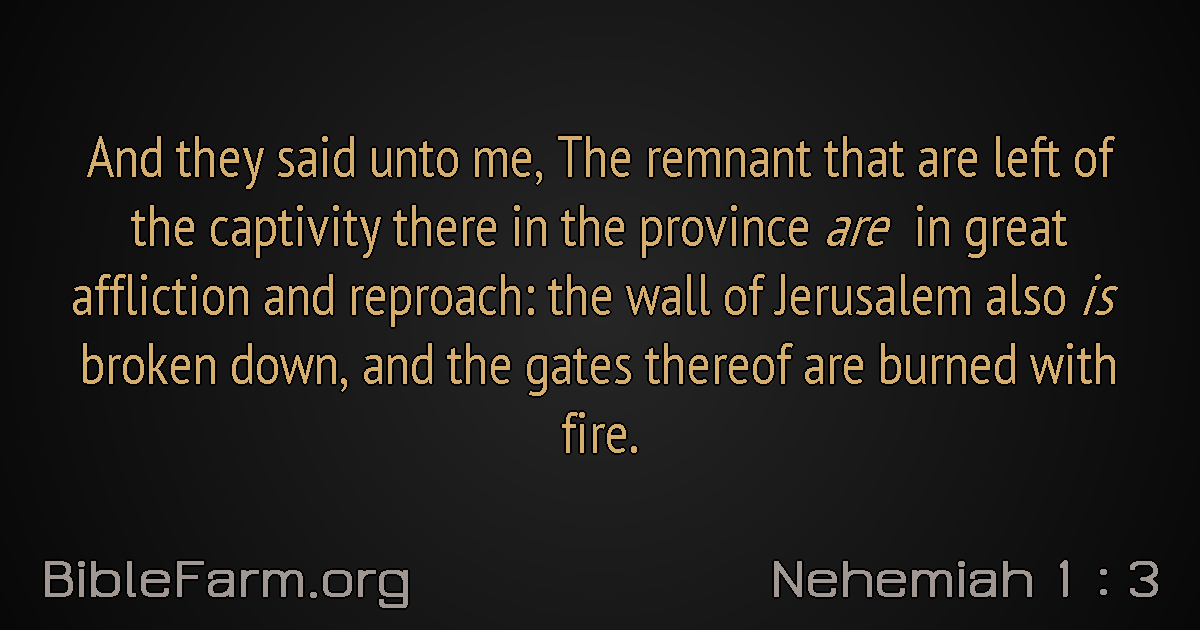 And they said unto me, The remnant that are left of
the captivity there in the province are in great
affliction and reproach: the wall of Jerusalem also is
broken down, and the gates thereof are burned with
fire.
BibleFarm.org
Nehemiah 1 : 3